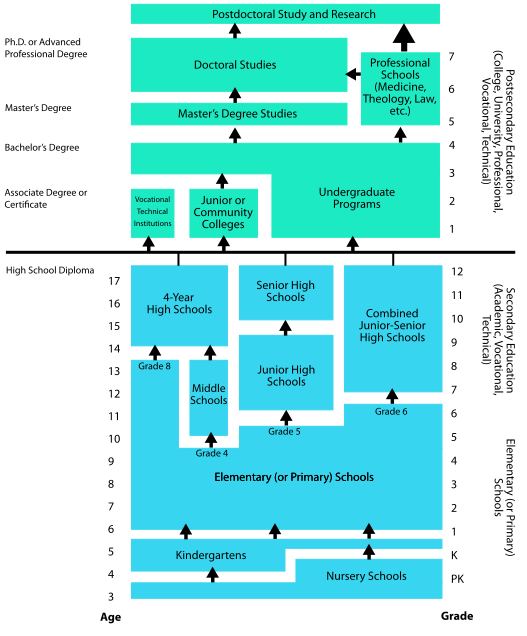 Postdoctoral Study and Research
Ph.D. or Advanced
Professional Degree
Doctoral Studies
Professional
Schools
(Medicine,
Theology, Law,
etc.)
7
6
5
Master's Degree
Master's Degree Studies
Bachelor's Degree
4
3
2
1
Associate Degree or
Certificate
Vocational
Technical
Institutions
Junior or
Community
Colleges
Undergraduate
Programs
Postsecondary Education
(College, University, Professional,
Vocational, Technical)
High School Diploma
17
16
15
14
13
12
11
10
9
8
7
6
5
4
3
Age
4-Year
High Schools
Senior High
Schools
Combined
Junior-Senior
High Schools
Grade 8
Middle
Schools
Junior High
Schools
Grade 6
Grade 5
Grade 4
Elementary (or Primary) Schools
Kindergartens
Nursery Schools
12
11
10
9
8
7
6
5
4
3
2
1
K
PK
Grade
Secondary Education
(Academic, Vocational,
Technical)
Elementary (or Primary)
Schools